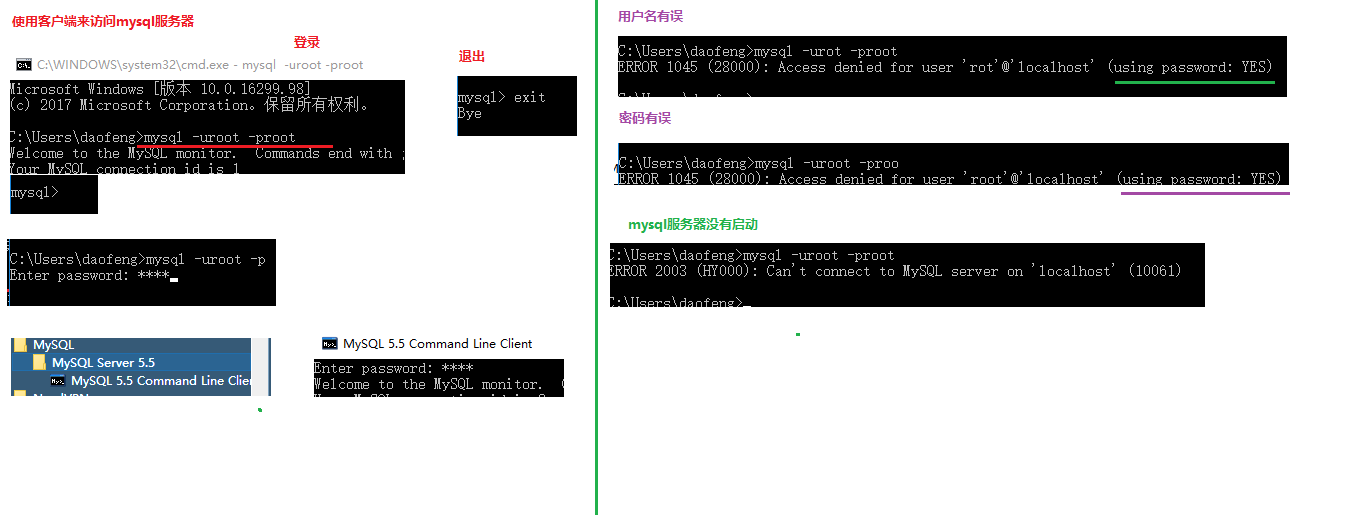 使用客户端来访问mysql服务器
登录
C:\WINDOWS\system32\cmd.exe - mysql  -uroot -proot
Microsoft Windows [版本 10.0.16299.98]
(c) 2017 Microsoft Corporation。保留所有权利。
C:\Users\daofeng>mysql -uroot -proot
Welcome to the MySQL monitor.  Commands end with ;
Your MySQL connection id is 1
mysql>
退出
mysql> exit
Bye
C:\Users\daofeng>mysql -uroot -p
Enter password: ****
MySQL
MySQL Server 5.5
MySQL 5.5 Command Line Clien
MySQL 5.5 Command Line Client
Enter password: ****
Welcome to the MySQL monitor.
用户名有误
C:\Users\daofeng>mysql -urot -proot
ERROR 1045 (28000): Access denied for user 'rot'@'localhost' (using password: YES)
密码有误
C:\Users\daofeng>mysql -uroot -proo
ERROR 1045 (28000): Access denied for user 'root'@'localhost' (using password: YES)
mysql服务器没有启动
C:\Users\daofeng>mysql -uroot -proot
ERROR 2003 (HY000): Can't connect to MySQL server on 'localhost' (10061)
C:\Users\daofeng>